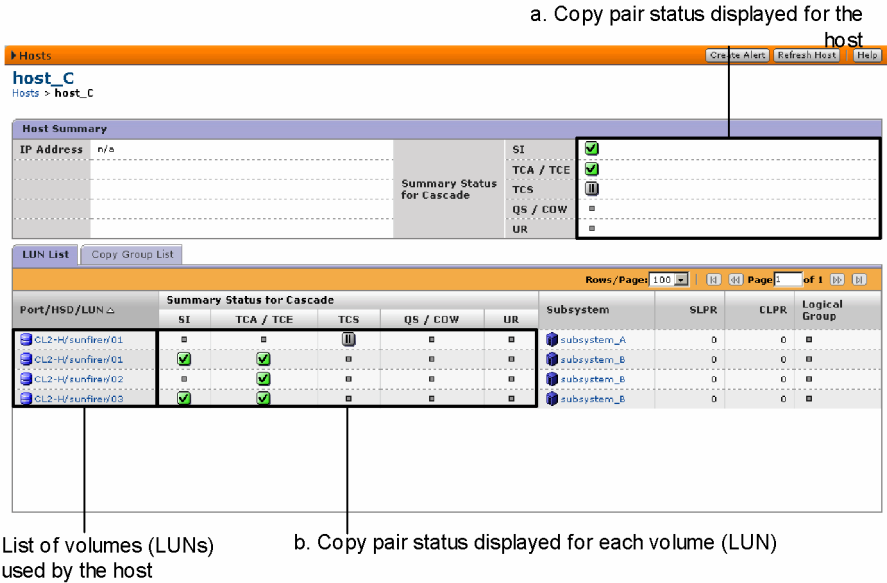 a. Copy pair status displayed for the
host
Hosts
Create Alert Refresh Host Help
host_C
Hosts > host_C
Host Summary
IP Address n/a
Summary Status
for Cascade
SI
TCA / TCE
TCS
QS / COW
UR
LUN List Copy Group List
Rows/Page: 100 Page 1 of 1
Port/HSD/LUN Summary Status for Cascade Subsystem SLPR CLPR Logical
Group
SI TCA / TCE TCS QS / COW UR
CL2-H/sunfirer/01 subsystem_A 0 0
CL2-H/sunfirer/01 subsystem_B 0 0
CL2-H/sunfirer/02 subsystem_B 0 0
CL2-H/sunfirer/03 subsystem_B 0 0
List of volumes (LUNs)
used by the host
b. Copy pair status displayed for each volume (LUN)